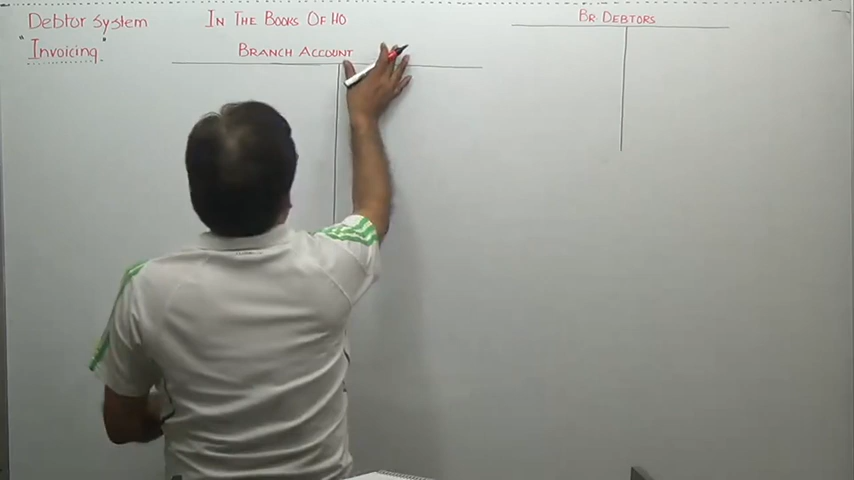 Debtor System
"Invoicing"
IN THE BOOKS OF HO
BRANCH ACCOUNT
BR. DEBTORS